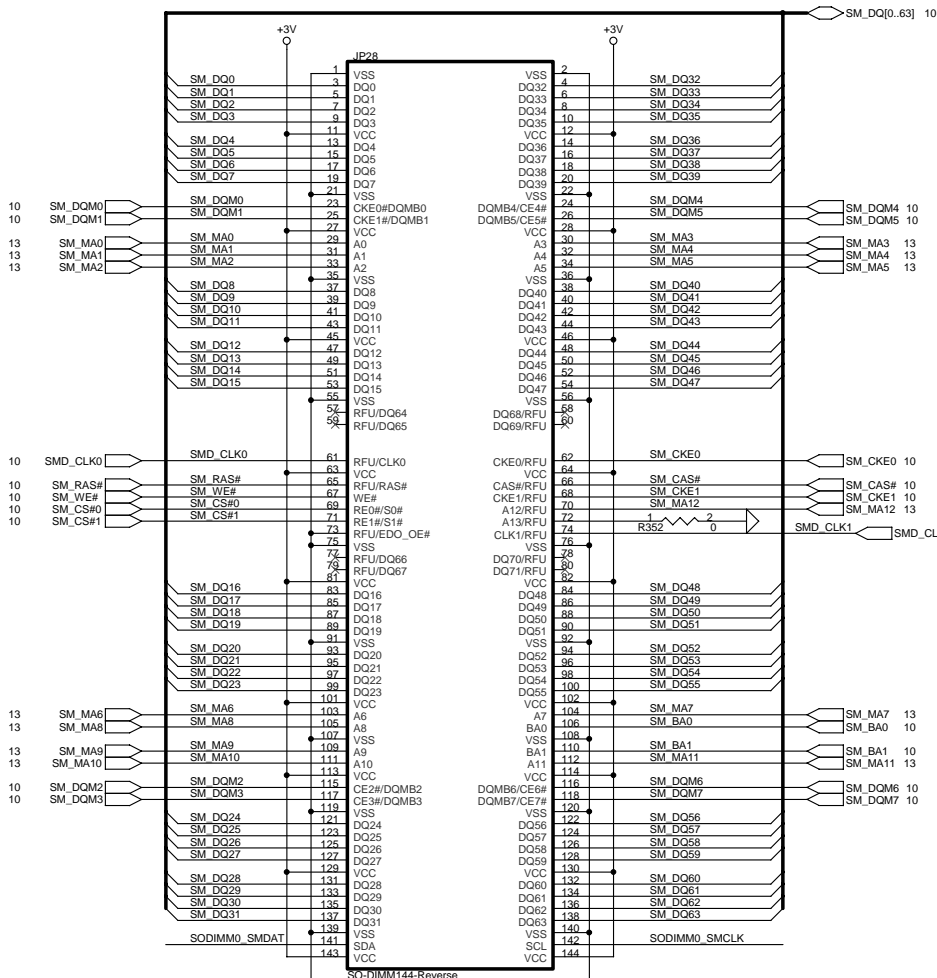 SM_DQ[0..63] 10
+3V +3V
JP28
1 VSS VSS 2
SM_DQ0 3 DQ0 DQ32 4 SM_DQ32
SM_DQ1 5 DQ1 DQ33 6 SM_DQ33
SM_DQ2 7 DQ2 DQ34 8 SM_DQ34
SM_DQ3 9 DQ3 DQ35 10 SM_DQ35
11 VCC VCC 12
SM_DQ4 13 DQ4 DQ36 14 SM_DQ36
SM_DQ5 15 DQ5 DQ37 16 SM_DQ37
SM_DQ6 17 DQ6 DQ38 18 SM_DQ38
SM_DQ7 19 DQ7 DQ39 20 SM_DQ39
21 VSS VSS 22
10 SM_DQM0 SM_DQM0 23 CKE0#DQMB0 DQMB4/CE4# 24 SM_DQM4 SM_DQM4 10
10 SM_DQM1 SM_DQM1 25 CKE1#/DQMB1 DQMB5/CE5# 26 SM_DQM5 SM_DQM5 10
27 VCC VCC 28
13 SM_MA0 SM_MA0 29 A0 A3 30 SM_MA3 SM_MA3 13
13 SM_MA1 SM_MA1 31 A1 A4 32 SM_MA4 SM_MA4 13
13 SM_MA2 SM_MA2 33 A2 A5 34 SM_MA5 SM_MA5 13
35 VSS VSS 36
SM_DQ8 37 DQ8 DQ40 38 SM_DQ40
SM_DQ9 39 DQ9 DQ41 40 SM_DQ41
SM_DQ10 41 DQ10 DQ42 42 SM_DQ42
SM_DQ11 43 DQ11 DQ43 44 SM_DQ43
45 VCC VCC 46
SM_DQ12 47 DQ12 DQ44 48 SM_DQ44
SM_DQ13 49 DQ13 DQ45 50 SM_DQ45
SM_DQ14 51 DQ14 DQ46 52 SM_DQ46
SM_DQ15 53 DQ15 DQ47 54 SM_DQ47
55 VSS VSS 56
57 RFU/DQ64 DQ68/RFU 58
59 RFU/DQ65 DQ69/RFU 60
10 SMD_CLK0 SMD_CLK0 61 RFU/CLK0 CKE0/RFU 62 SM_CKE0 SM_CKE0 10
63 VCC VCC 64
10 SM_RAS# SM_RAS# 65 RFU/RAS# CAS#/RFU 66 SM_CAS# SM_CAS# 10
10 SM_WE# SM_WE# 67 WE# CKE1/RFU 68 SM_CKE1 SM_CKE1 10
10 SM_CS#0 SM_CS#0 69 RE0#/S0# A12/RFU 70 SM_MA12 SM_MA12 13
10 SM_CS#1 SM_CS#1 71 RE1#/S1# A13/RFU 72 1 R352 2 0
73 RFU/EDO_OE# CLK1/RFU 74 SMD_CLK1 SMD_CL
75 VSS VSS 76
77 RFU/DQ66 DQ70/RFU 78
79 RFU/DQ67 DQ71/RFU 80
81 VCC VCC 82
SM_DQ16 83 DQ16 DQ48 84 SM_DQ48
SM_DQ17 85 DQ17 DQ49 86 SM_DQ49
SM_DQ18 87 DQ18 DQ50 88 SM_DQ50
SM_DQ19 89 DQ19 DQ51 90 SM_DQ51
91 VSS VSS 92
SM_DQ20 93 DQ20 DQ52 94 SM_DQ52
SM_DQ21 95 DQ21 DQ53 96 SM_DQ53
SM_DQ22 97 DQ22 DQ54 98 SM_DQ54
SM_DQ23 99 DQ23 DQ55 100 SM_DQ55
101 VCC VCC 102
13 SM_MA6 SM_MA6 103 A6 A7 104 SM_MA7 SM_MA7 13
13 SM_MA8 SM_MA8 105 A8 BA0 106 SM_BA0 SM_BA0 10
107 VSS VSS 108
13 SM_MA9 SM_MA9 109 A9 BA1 110 SM_BA1 SM_BA1 10
13 SM_MA10 SM_MA10 111 A10 A11 112 SM_MA11 SM_MA11 13
113 VCC VCC 114
10 SM_DQM2 SM_DQM2 115 CE2#/DQMB2 DQMB6/CE6# 116 SM_DQM6 SM_DQM6 10
10 SM_DQM3 SM_DQM3 117 CE3#/DQMB3 DQMB7/CE7# 118 SM_DQM7 SM_DQM7 10
119 VSS VSS 120
SM_DQ24 121 DQ24 DQ56 122 SM_DQ56
SM_DQ25 123 DQ25 DQ57 124 SM_DQ57
SM_DQ26 125 DQ26 DQ58 126 SM_DQ58
SM_DQ27 127 DQ27 DQ59 128 SM_DQ59
129 VCC VCC 130
SM_DQ28 131 DQ28 DQ60 132 SM_DQ60
SM_DQ29 133 DQ29 DQ61 134 SM_DQ61
SM_DQ30 135 DQ30 DQ62 136 SM_DQ62
SM_DQ31 137 DQ31 DQ63 138 SM_DQ63
139 VSS VSS 140
SODIMM0_SMDAT 141 SDA SCL 142 SODIMM0_SMCLK
143 VCC VCC 144
SO-DIMM144-Reverse